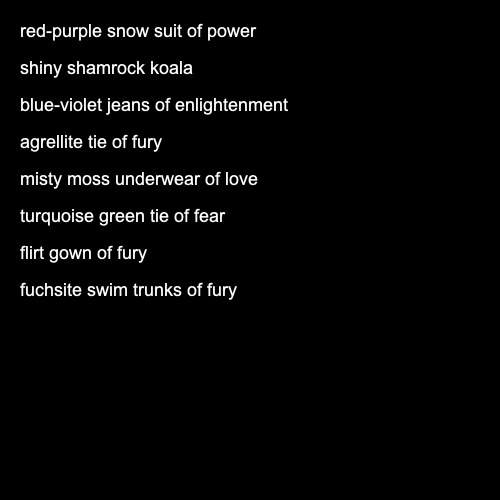 red-purple snow suit of power
shiny shamrock koala
blue-violet jeans of enlightenment
agrellite tie of fury
misty moss underwear of love
turquoise green tie of fear
flirt gown of fury
fuchsite swim trunks of fury